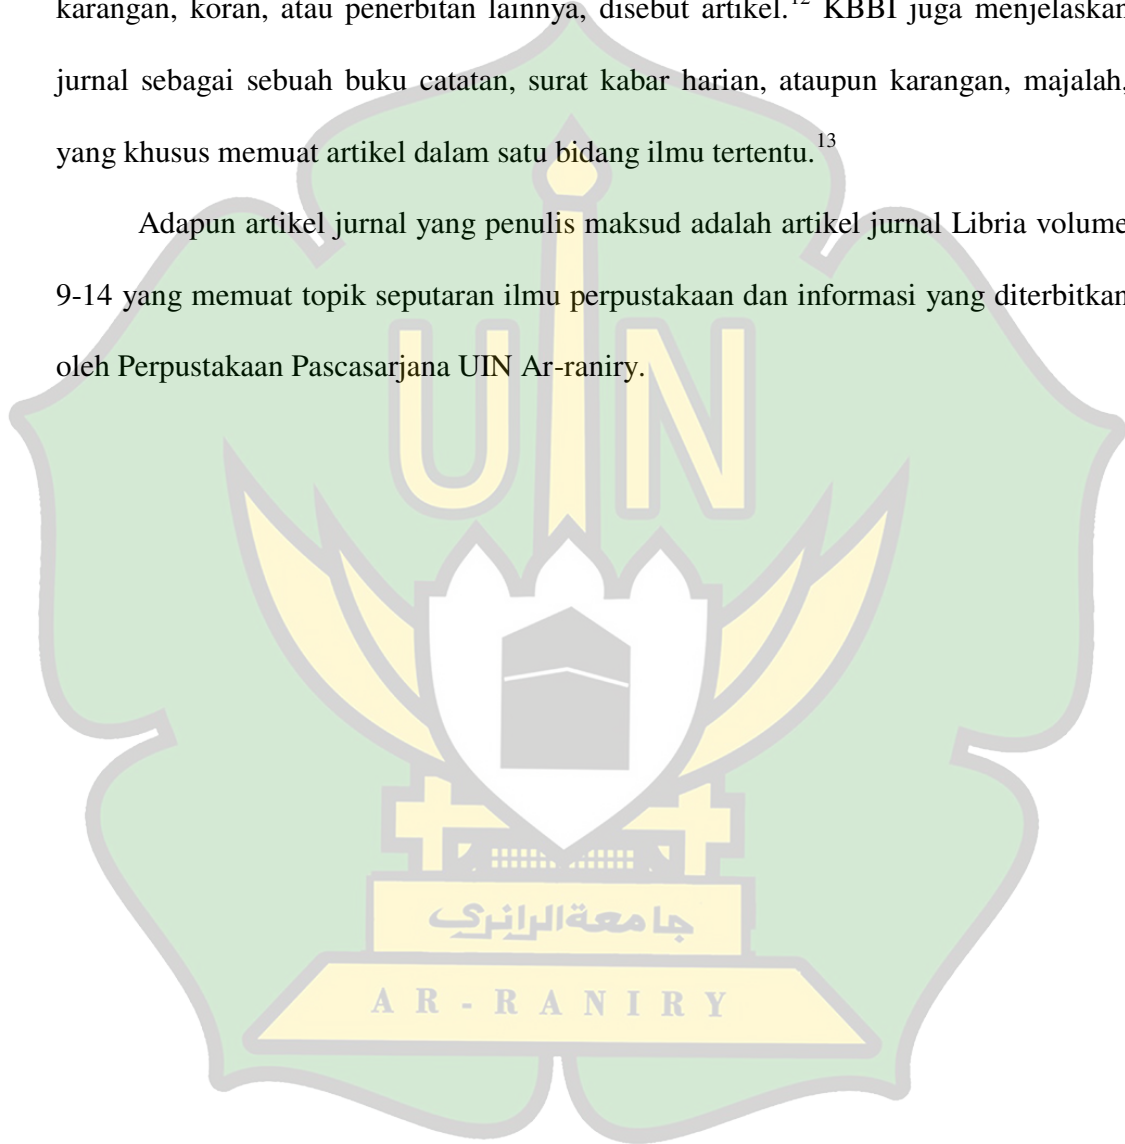 karangan, koran, atau penerbitan lainnya, disebut artikel.12 KBBI juga menjelaskan
jurnal sebagai sebuah buku catatan, surat kabar harian, ataupun karangan, majalah,
yang khusus memuat artikel dalam satu bidang ilmu tertentu.13
Adapun artikel jurnal yang penulis maksud adalah artikel jurnal Libria volume
9-14 yang memuat topik seputaran ilmu perpustakaan dan informasi yang diterbitkan
oleh Perpustakaan Pascasarjana UIN Ar-raniry.
UIN
جامعة الرانري
AR-RANIRY